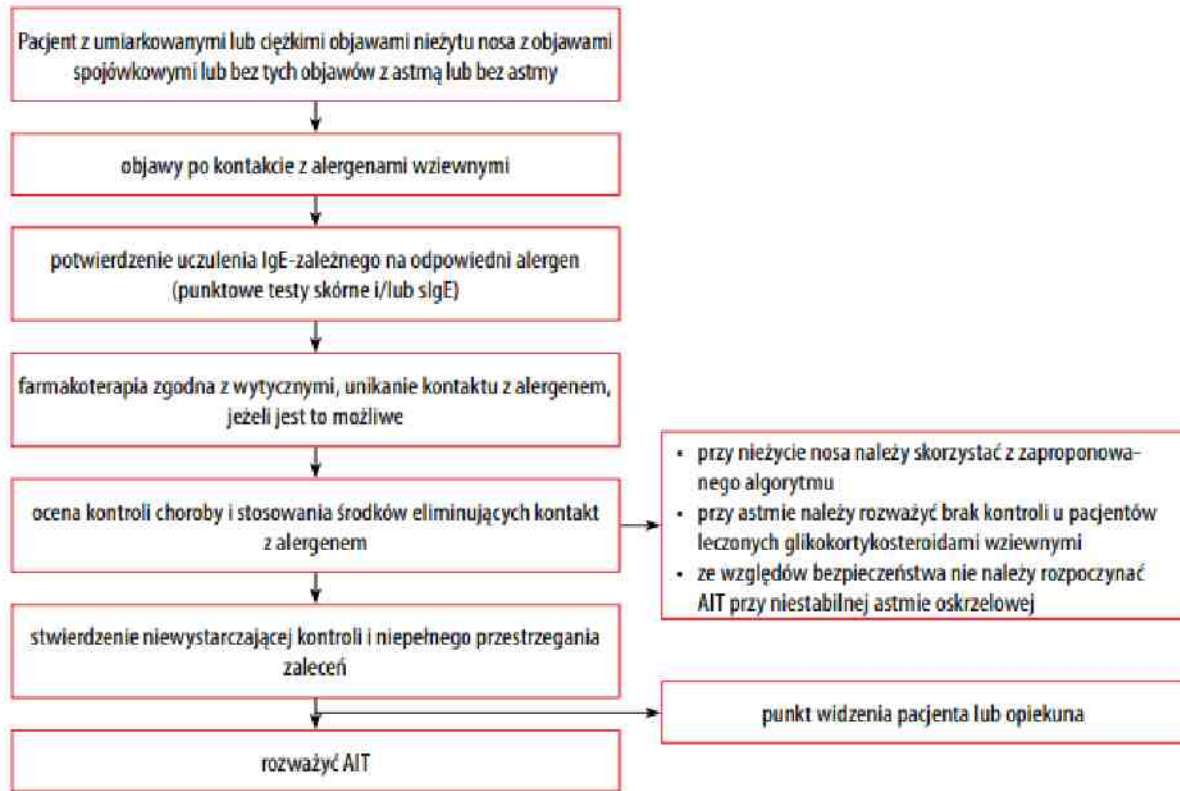 Pacjent z umiarkowanymi lub ciężkimi objawami nieżytu nosa z objawami
spojówkowymi lub bez tych objawów z astmą lub bez astmy
objawy po kontakcie z alergenami wziewnymi
potwierdzenie uczulenia IgE-zależnego na odpowiedni alergen
(punktowe testy skórne i/lub sIgE)
farmakoterapia zgodna z wytycznymi, unikanie kontaktu z alergenem,
jeżeli jest to możliwe
ocena kontroli choroby i stosowania środków eliminujących kontakt
z alergenem
• przy nieżycie nosa należy skorzystać z zaproponowa-
nego algorytmu
• przy astmie należy rozważyć brak kontroli u pacjentów
leczonych glikokortykosteroidami wziewnymi
• ze względów bezpieczeństwa nie należy rozpoczynać
AIT przy niestabilnej astmie oskrzelowej
stwierdzenie niewystarczającej kontroli i niepełnego przestrzegania
zaleceń
punkt widzenia pacjenta lub opiekuna
rozważyć AIT